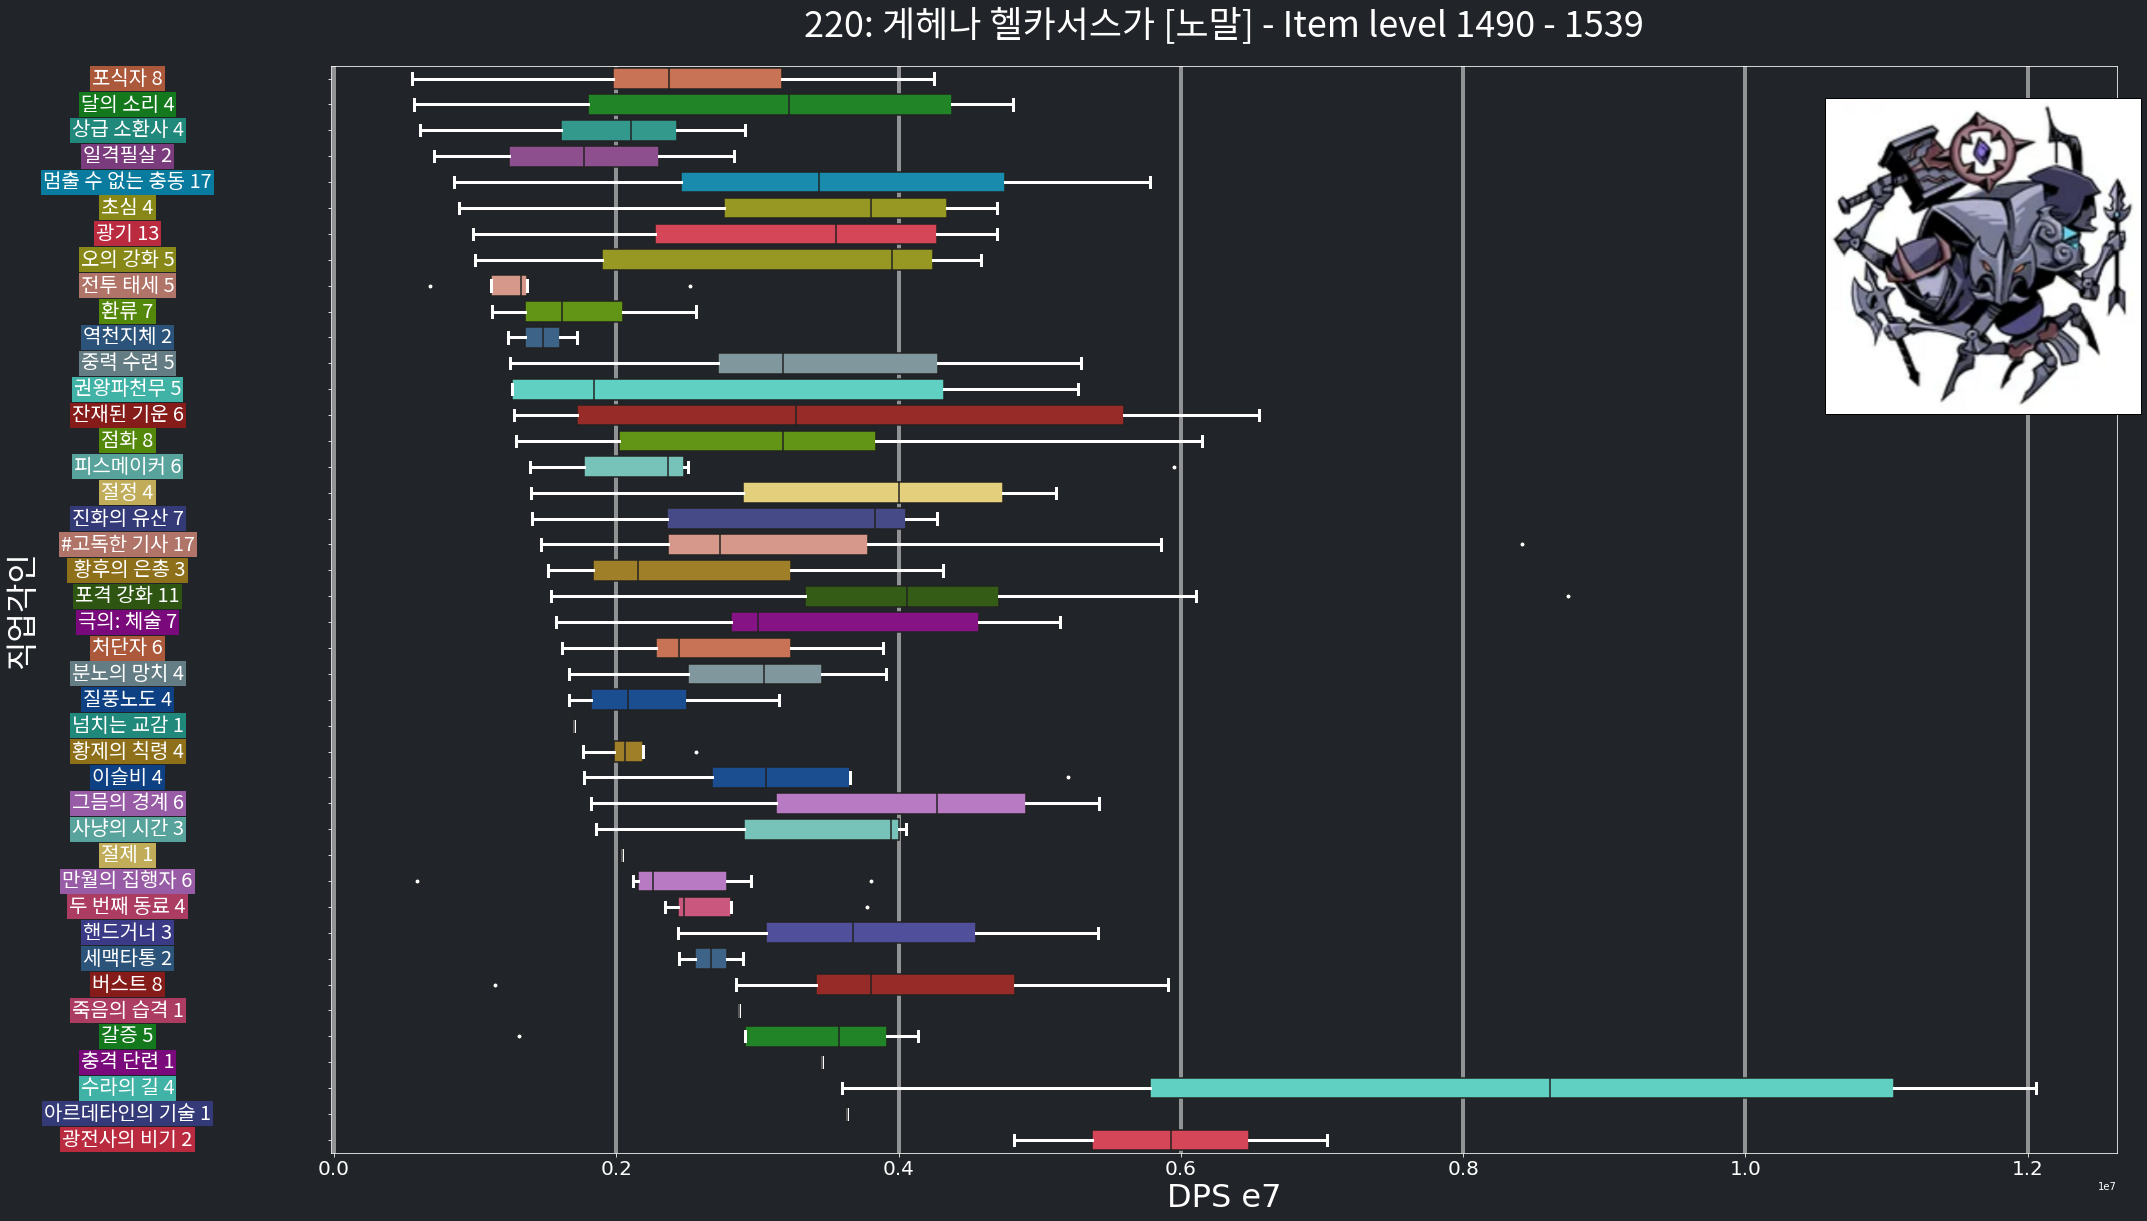 220: 게헤나 헬카서스가 [노말] - Item level 1490 - 1539
포식자 8
달의 소리 4
상급 소환사 4
일격필살 2
멈출 수 없는 충동 17
초심 4
광기 13
오의 강화 5
전투 태세 5
환류 7
역천지체 2
중력 수련 5
권왕파천무 5
잔재된 기운 6
점화 8
피스메이커 6
절정 4
진화의 유산 7
#고독한 기사 17
황후의 은총 3
포격 강화 11
극의: 체술 7
처단자 6
분노의 망치 4
질풍노도 4
넘치는 교감 1
황제의 칙령 4
이슬비 4
그믐의 경계 6
사냥의 시간 3
절제 1
만월의 집행자 6
두 번째 동료 4
핸드거너 3
세맥타통 2
버스트 8
죽음의 습격 1
갈증 5
충격 단련 1
수라의 길 4
아르데타인의 기술 1
광전사의 비기 2
직업각인
0.0 0.2 0.4 0.6 0.8 1.0 1.2
1e7
DPS e7